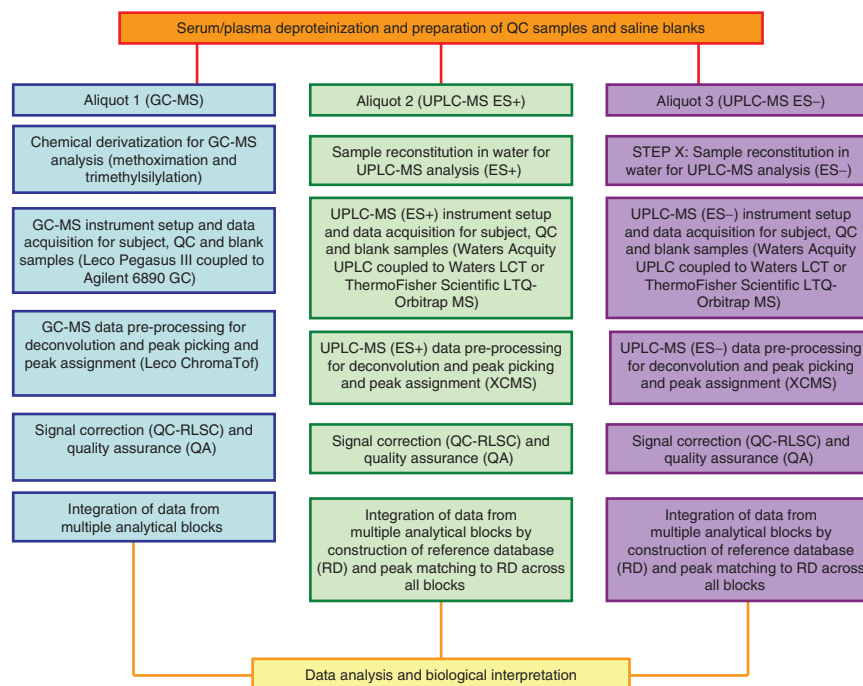 Serum/plasma deproteinization and preparation of QC samples and saline blanks
Aliquot 1 (GC-MS)
Chemical derivatization for GC-MS
analysis (methoximation and
trimethylsilylation)
GC-MS instrument setup and data
acquisition for subject, QC and blank
samples (Leco Pegasus III coupled to
Agilent 6890 GC)
GC-MS data pre-processing for
deconvolution and peak picking and
peak assignment (Leco ChromaTof)
Signal correction (QC-RLSC) and
quality assurance (QA)
Integration of data from
multiple analytical blocks
Aliquot 2 (UPLC-MS ES+)
Sample reconstitution in water for
UPLC-MS analysis (ES+)
UPLC-MS (ES+) instrument setup
and data acquisition for subject, QC
and blank samples (Waters Acquity
UPLC coupled to Waters LCT or
ThermoFisher Scientific LTQ-
Orbitrap MS)
UPLC-MS (ES+) data pre-processing
for deconvolution and peak picking
and peak assignment (XCMS)
Signal correction (QC-RLSC) and
quality assurance (QA)
Integration of data from
multiple analytical blocks by
construction of reference database
(RD) and peak matching to RD across
all blocks
Aliquot 3 (UPLC-MS ES–)
STEP X: Sample reconstitution in
water for UPLC-MS analysis (ES–)
UPLC-MS (ES–) instrument setup
and data acquisition for subject, QC
and blank samples (Waters Acquity
UPLC coupled to Waters LCT or
ThermoFisher Scientific LTQ-
Orbitrap MS)
UPLC-MS (ES–) data pre-processing
for deconvolution and peak picking
and peak assignment (XCMS)
Signal correction (QC-RLSC) and
quality assurance (QA)
Integration of data from
multiple analytical blocks by
construction of reference database
(RD) and peak matching to RD across
all blocks
Data analysis and biological interpretation